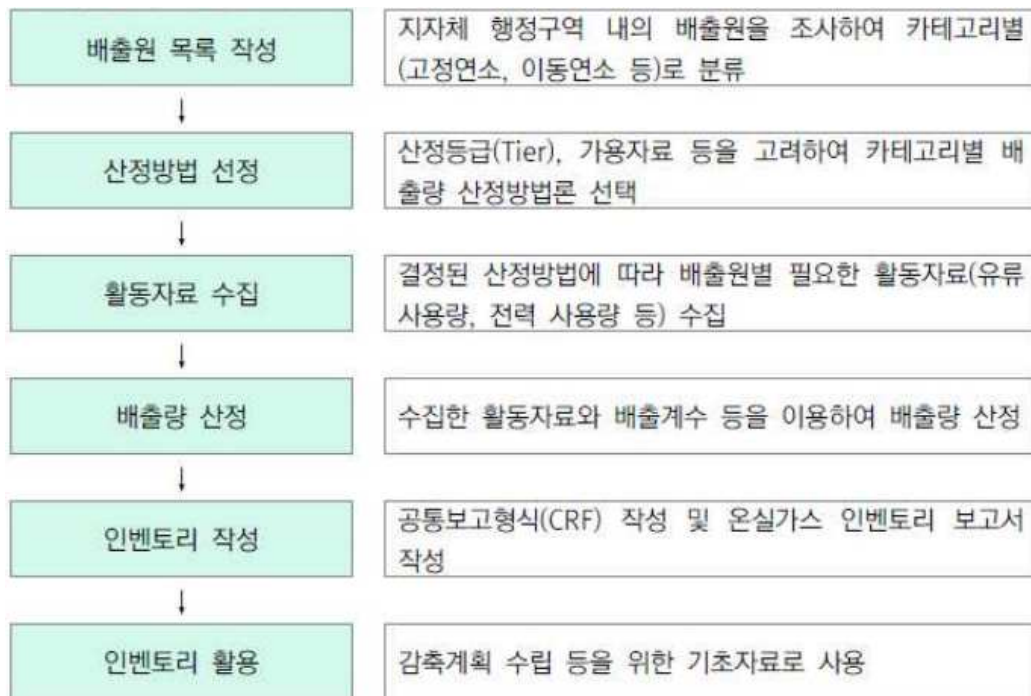 배출원 목록 작성
지자체 행정구역 내의 배출원을 조사하여 카테고리별
(고정연소, 이동연소 등)로 분류
↓
산정방법 선정
산정등급(Tier), 가용자료 등을 고려하여 카테고리별 배
출량 산정방법론 선택
↓
활동자료 수집
결정된 산정방법에 따라 배출원별 필요한 활동자료(유류
사용량, 전력 사용량 등) 수집
↓
배출량 산정
수집한 활동자료와 배출계수 등을 이용하여 배출량 산정
↓
인벤토리 작성
공통보고형식(CRF) 작성 및 온실가스 인벤토리 보고서
작성
↓
인벤토리 활용
감축계획 수립 등을 위한 기초자료로 사용